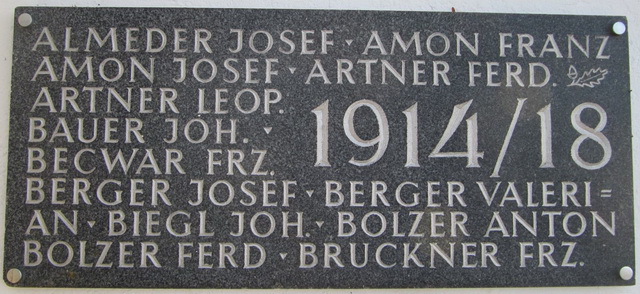 ALMEDER JOSEF ▾ AMON FRANZ
AMON JOSEF ▾ ARTNER FERD.
ARTNER LEOP.
BAUER JOH. ▾
BECWAR FRZ.
1914/18
BERGER JOSEF ▾ BERGER VALERI=
AN ▾ BIEGL JOH. ▾ BOLZER ANTON
BOLZER FERD ▾ BRUCKNER FRZ.